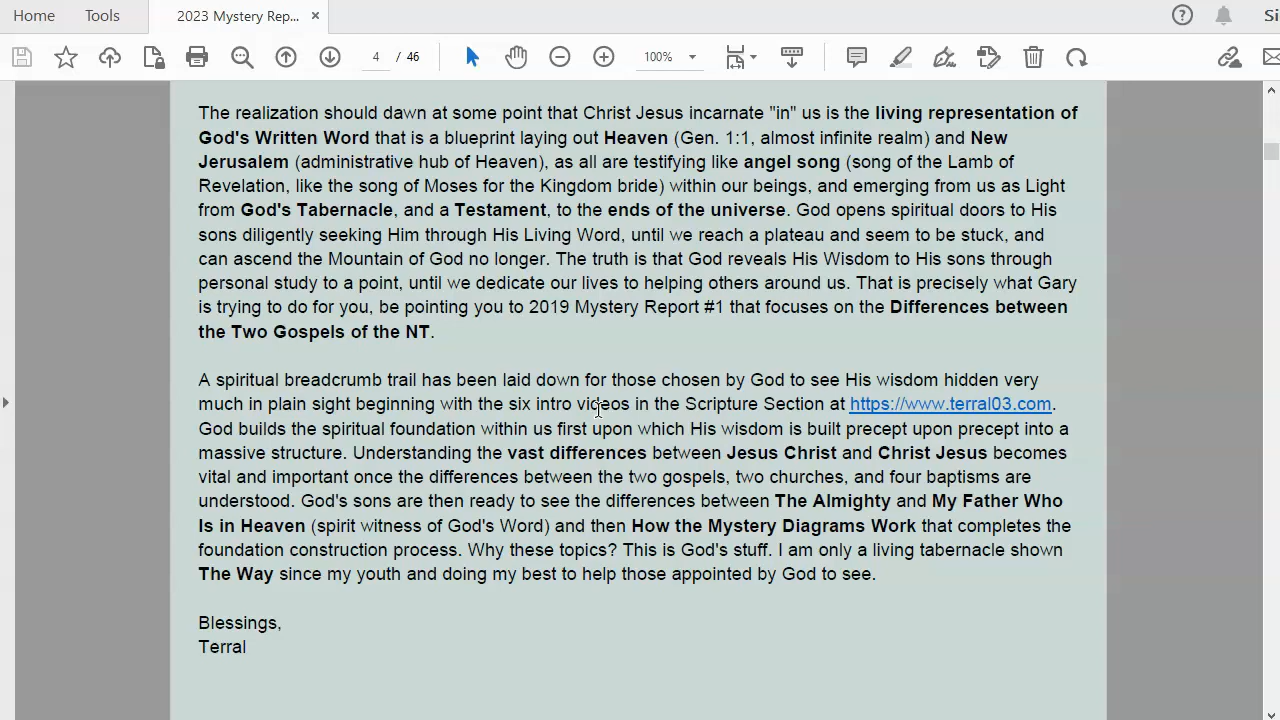 Home
Tools
2023 Mystery Rep...
Si
4 / 46
100%
The realization should dawn at some point that Christ Jesus incarnate "in" us is the living representation of
God's Written Word that is a blueprint laying out Heaven (Gen. 1:1, almost infinite realm) and New
Jerusalem (administrative hub of Heaven), as all are testifying like angel song (song of the Lamb of
Revelation, like the song of Moses for the Kingdom bride) within our beings, and emerging from us as Light
from God's Tabernacle, and a Testament, to the ends of the universe. God opens spiritual doors to His
sons diligently seeking Him through His Living Word, until we reach a plateau and seem to be stuck, and
can ascend the Mountain of God no longer. The truth is that God reveals His Wisdom to His sons through
personal study to a point, until we dedicate our lives to helping others around us. That is precisely what Gary
is trying to do for you, be pointing you to 2019 Mystery Report #1 that focuses on the Differences between
the Two Gospels of the NT.
A spiritual breadcrumb trail has been laid down for those chosen by God to see His wisdom hidden very
much in plain sight beginning with the six intro videos in the Scripture Section at https://www.terral03.com.
God builds the spiritual foundation within us first upon which His wisdom is built precept upon precept into a
massive structure. Understanding the vast differences between Jesus Christ and Christ Jesus becomes
vital and important once the differences between the two gospels, two churches, and four baptisms are
understood. God's sons are then ready to see the differences between The Almighty and My Father Who
Is in Heaven (spirit witness of God's Word) and then How the Mystery Diagrams Work that completes the
foundation construction process. Why these topics? This is God's stuff. I am only a living tabernacle shown
The Way since my youth and doing my best to help those appointed by God to see.
Blessings,
Terral